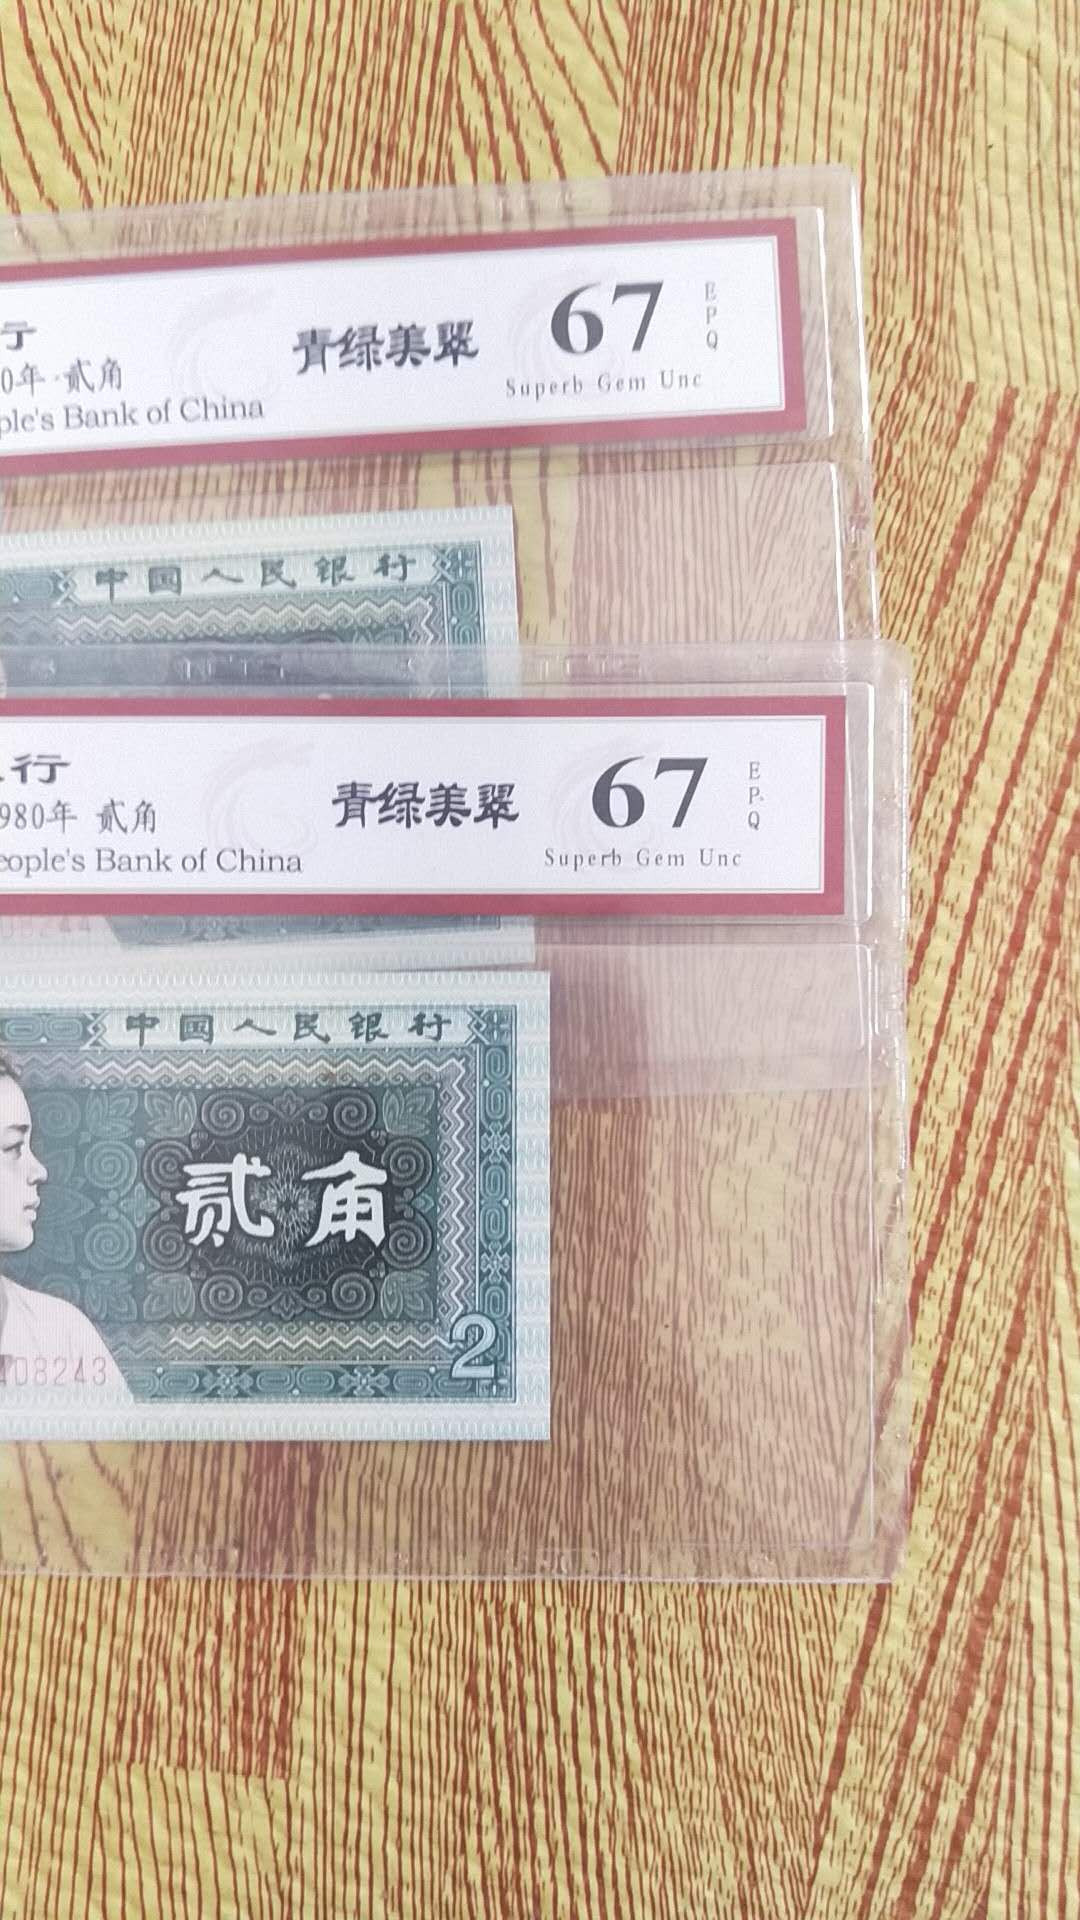 行
0年·贰角
ple's Bank of China
青绿美翠
67
EPQ
Superb Gem Unc
中国人民银行
行
980年 贰角
eople's Bank of China
青绿美翠
67
EPQ
Superb Gem Unc
08244
中国人民银行
贰角
2
408243